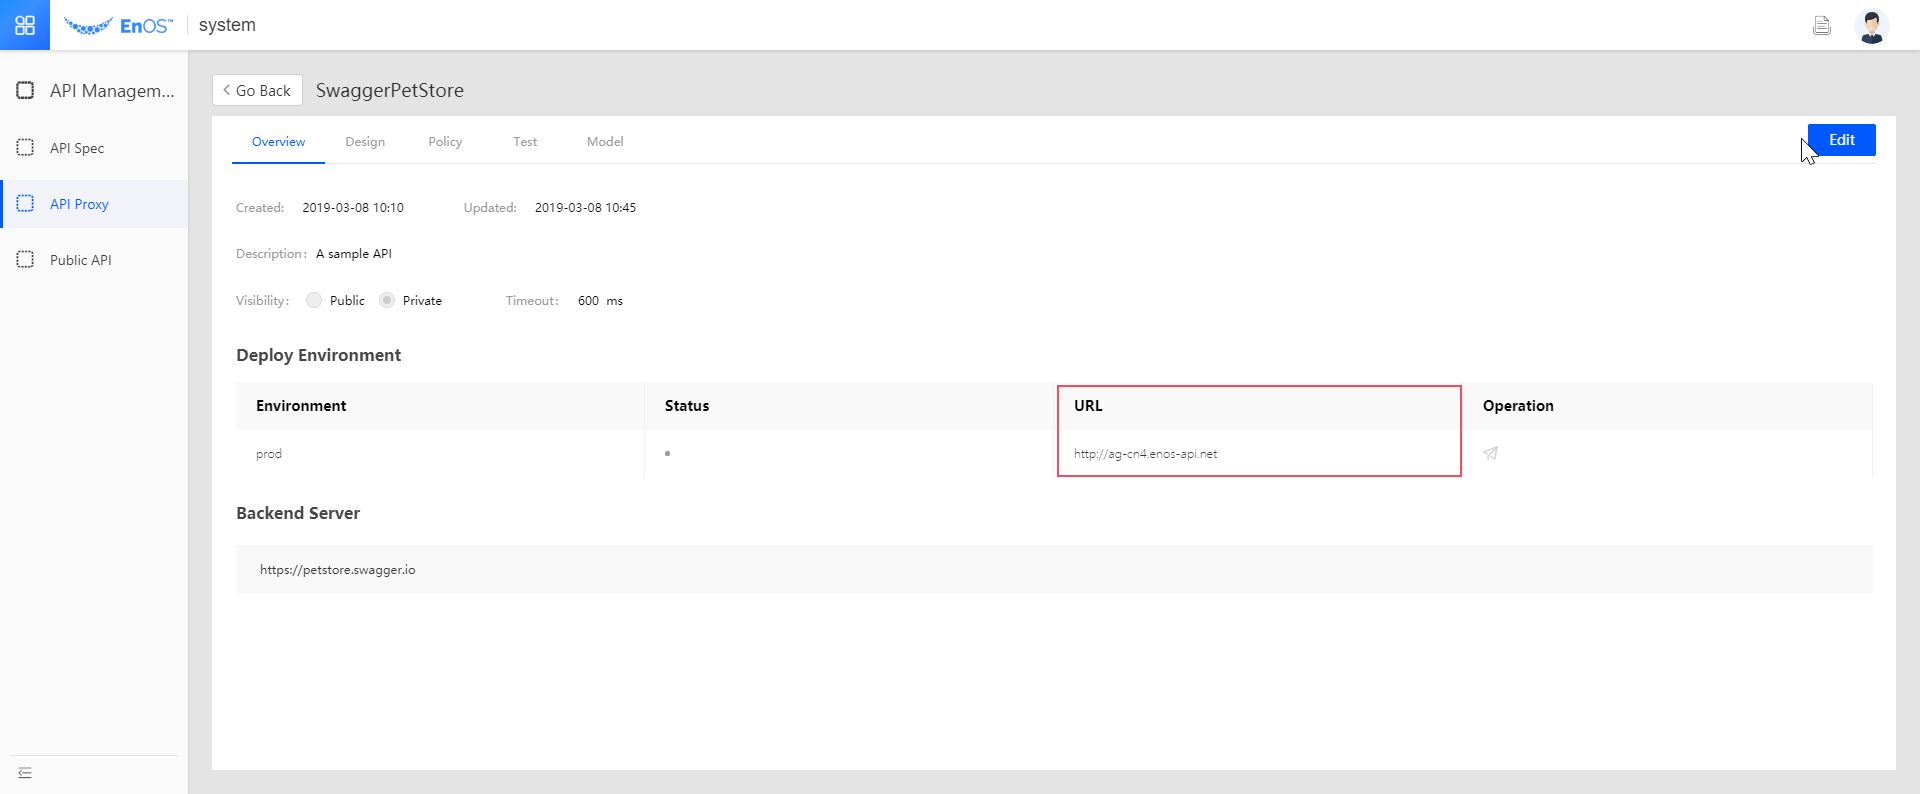 EnOS™ system
API Managem...
API Spec
API Proxy
Public API
Go Back SwaggerPetStore
Overview Design Policy Test Model Edit
Created: 2019-03-08 10:10 Updated: 2019-03-08 10:45
Description: A sample API
Visibility: Public Private Timeout: 600 ms
Deploy Environment
Environment Status URL Operation
prod http://ag-cn4.enos-api.net
Backend Server
https://petstore.swagger.io